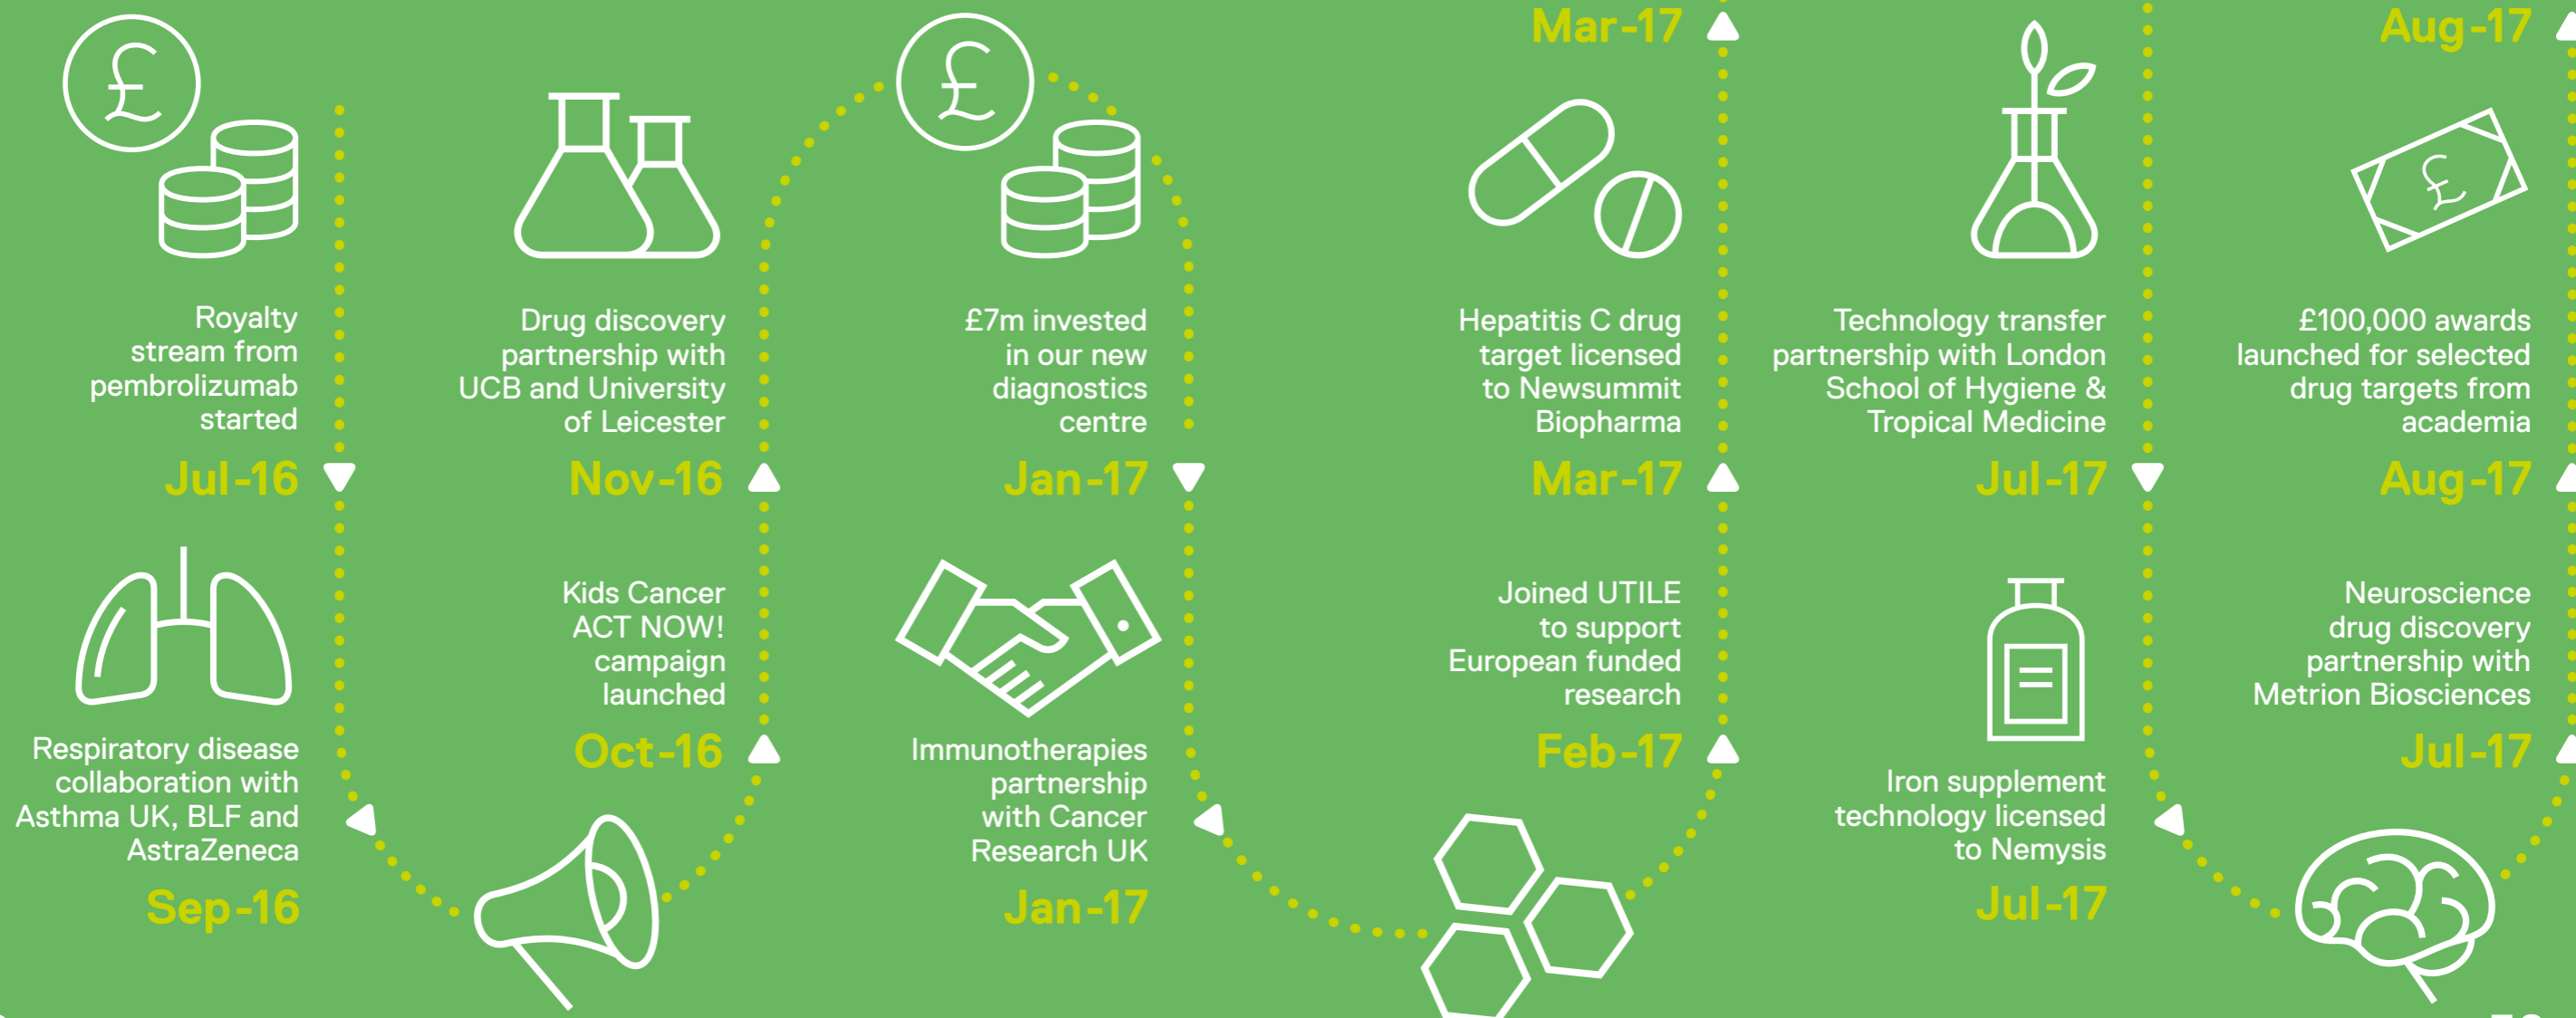 Royalty
stream from
pembrolizumab
started
Jul-16
Respiratory disease
collaboration with
Asthma UK, BLF and
AstraZeneca
Sep-16
Kids Cancer
ACT NOW!
campaign
launched
Oct-16
Drug discovery
partnership with
UCB and University
of Leicester
Nov-16
£
£
£7m invested
in our new
diagnostics
centre
Jan-17
Immunotherapies
partnership
with Cancer
Research UK
Jan-17
Joined UTILE
to support
European funded
research
Feb-17
Hepatitis C drug
target licensed
to Newsummit
Biopharma
Mar-17
Mar-17
Technology transfer
partnership with London
School of Hygiene &
Tropical Medicine
Jul-17
Iron supplement
technology licensed
to Nemysis
Jul-17
Neuroscience
drug discovery
partnership with
Metrion Biosciences
Jul-17
£
£100,000 awards
launched for selected
drug targets from
academia
Aug-17
Aug-17